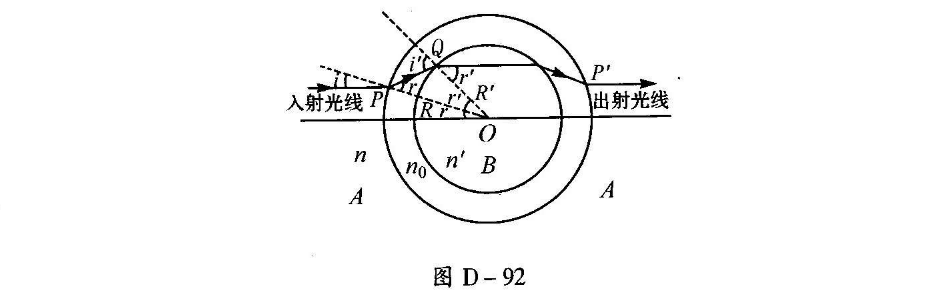 i' Q
i r r' P'
入射光线 P R r' R' 出射光线
r
O
n n₀ n' B
A A
图 D-92